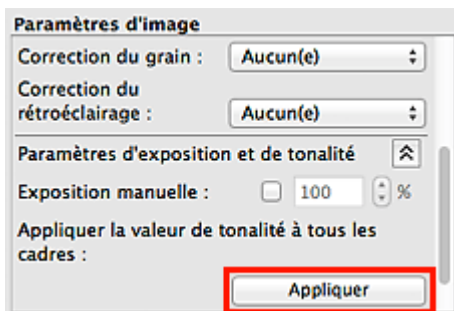 Paramètres d'image
Correction du grain : Aucun(e)
Correction du
rétroéclairage : Aucun(e)
Paramètres d'exposition et de tonalité
Exposition manuelle : 100 %
Appliquer la valeur de tonalité à tous les
cadres :
Appliquer